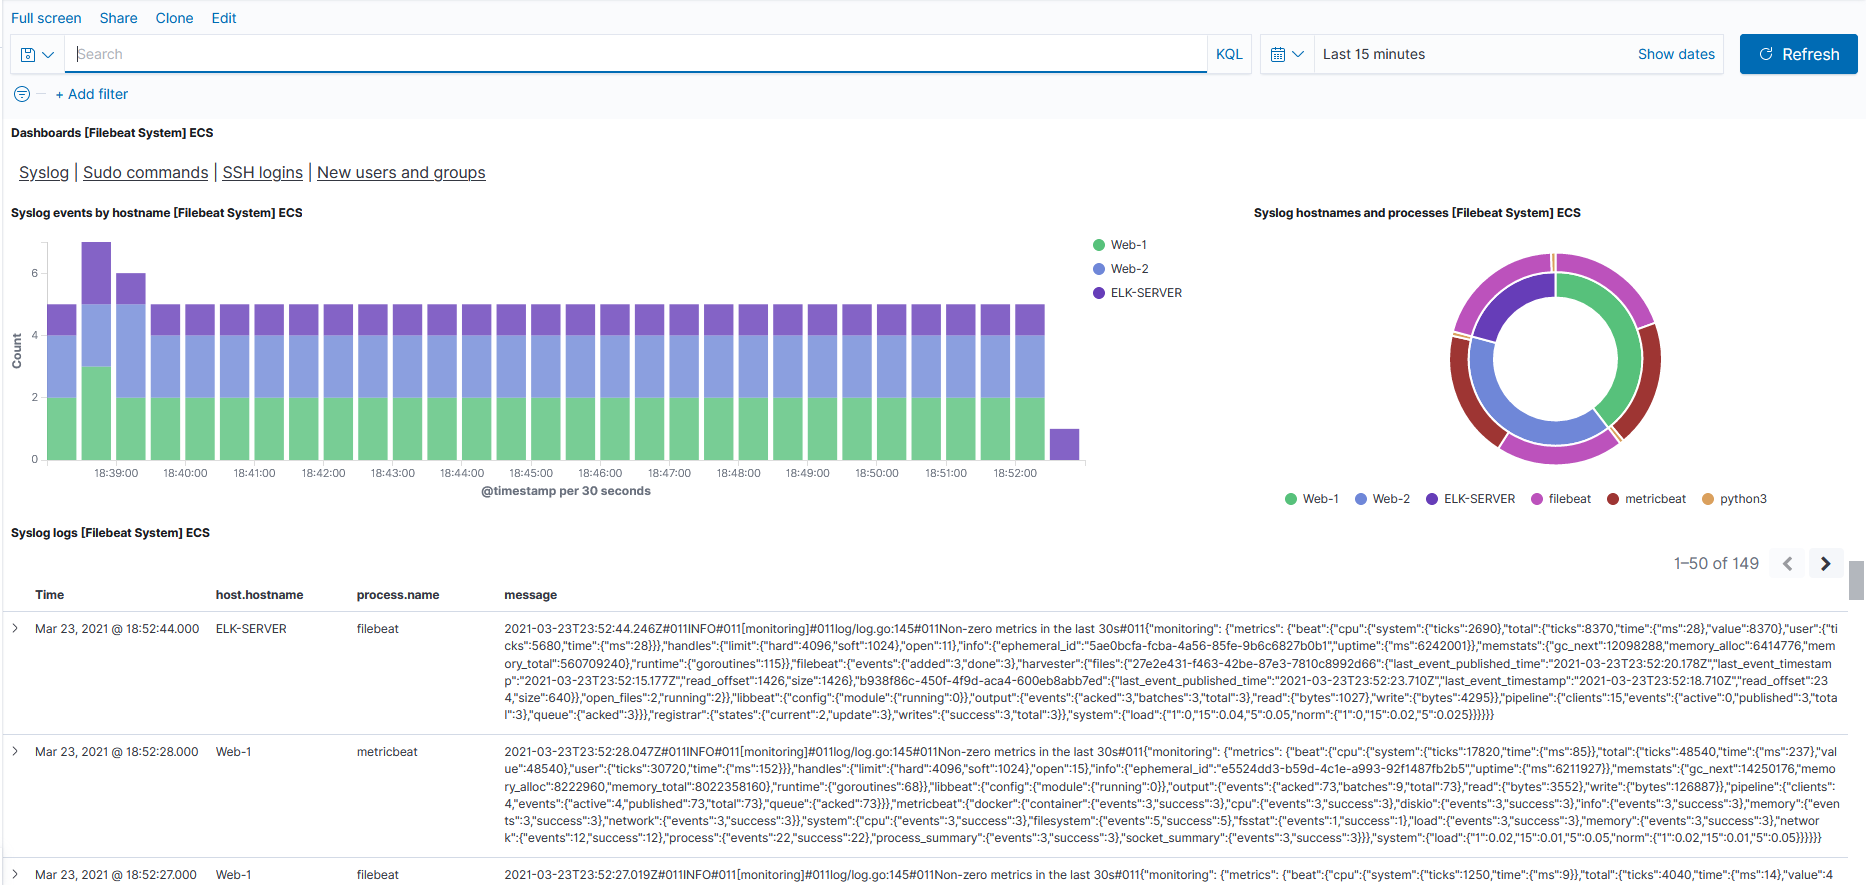 Full screen Share Clone Edit
Search KQL Last 15 minutes Show dates Refresh
+ Add filter
Dashboards [Filebeat System] ECS
Syslog | Sudo commands | SSH logins | New users and groups
Syslog events by hostname [Filebeat System] ECS
Count
6
4
2
0
18:39:00 18:40:00 18:41:00 18:42:00 18:43:00 18:44:00 18:45:00 18:46:00 18:47:00 18:48:00 18:49:00 18:50:00 18:51:00 18:52:00
@timestamp per 30 seconds
Web-1
Web-2
ELK-SERVER
Syslog hostnames and processes [Filebeat System] ECS
Web-1 Web-2 ELK-SERVER filebeat metricbeat python3
Syslog logs [Filebeat System] ECS
1–50 of 149
Time host.hostname process.name message
Mar 23, 2021 @ 18:52:44.000 ELK-SERVER filebeat 2021-03-23T23:52:44.246Z#011INFO#011[monitoring]#011log/log.go:145#011Non-zero metrics in the last 30s#011{"monitoring": {"metrics": {"beat":{"cpu":{"system":{"ticks":2690},"total":{"ticks":8370,"time":{"ms":28},"value":8370},"user":{"ti
cks":5680,"time":{"ms":28}}},"handles":{"limit":{"hard":4096,"soft":1024},"open":11},"info":{"ephemeral_id":"5ae0bcfa-fcba-4a56-85fe-9b6c6827b0b1","uptime":{"ms":6242001}},"memstats":{"gc_next":12098288,"memory_alloc":6414776,"mem
ory_total":560709240},"runtime":{"goroutines":115}},"filebeat":{"events":{"added":3,"done":3},"harvester":{"files":{"27e2e431-f463-42be-87e3-7810c8992d66":{"last_event_published_time":"2021-03-23T23:52:20.178Z","last_event_timestam
p":"2021-03-23T23:52:15.177Z","read_offset":1426,"size":1426},"b938f86c-450f-4f9d-aca4-600eb8abb7ed":{"last_event_published_time":"2021-03-23T23:52:23.710Z","last_event_timestamp":"2021-03-23T23:52:18.710Z","read_offset":23
4,"size":640}},"open_files":2,"running":2}},"libbeat":{"config":{"module":{"running":0}},"output":{"events":{"acked":3,"batches":3,"total":3},"read":{"bytes":1027},"write":{"bytes":4295}},"pipeline":{"clients":15,"events":{"active":0,"published":3,"tota
l":3},"queue":{"acked":3}}},"registrar":{"states":{"current":2,"update":3},"writes":{"success":3,"total":3}},"system":{"load":{"1":0,"15":0.04,"5":0.05,"norm":{"1":0,"15":0.02,"5":0.025}}}}}}
Mar 23, 2021 @ 18:52:28.000 Web-1 metricbeat 2021-03-23T23:52:28.047Z#011INFO#011[monitoring]#011log/log.go:145#011Non-zero metrics in the last 30s#011{"monitoring": {"metrics": {"beat":{"cpu":{"system":{"ticks":17820,"time":{"ms":85}},"total":{"ticks":48540,"time":{"ms":237},"val
ue":48540},"user":{"ticks":30720,"time":{"ms":152}}},"handles":{"limit":{"hard":4096,"soft":1024},"open":15},"info":{"ephemeral_id":"e5524dd3-b59d-4c1e-a993-92f1487fb2b5","uptime":{"ms":6211927}},"memstats":{"gc_next":14250176,"memo
ry_alloc":8222960,"memory_total":8022358160},"runtime":{"goroutines":68}},"libbeat":{"config":{"module":{"running":0}},"output":{"events":{"acked":73,"batches":9,"total":73},"read":{"bytes":3552},"write":{"bytes":126887}},"pipeline":{"clients":
4,"events":{"active":4,"published":73,"total":73},"queue":{"acked":73}}},"metricbeat":{"docker":{"container":{"events":3,"success":3},"cpu":{"events":3,"success":3},"diskio":{"events":3,"success":3},"info":{"events":3,"success":3},"memory":{"even
ts":3,"success":3},"network":{"events":3,"success":3}},"system":{"cpu":{"events":3,"success":3},"filesystem":{"events":5,"success":5},"fsstat":{"events":1,"success":1},"load":{"events":3,"success":3},"memory":{"events":3,"success":3},"networ
k":{"events":12,"success":12},"process":{"events":22,"success":22},"process_summary":{"events":3,"success":3},"socket_summary":{"events":3,"success":3}}},"system":{"load":{"1":0.02,"15":0.01,"5":0.05,"norm":{"1":0.02,"15":0.01,"5":0.05}}}}}}
Mar 23, 2021 @ 18:52:27.000 Web-1 filebeat 2021-03-23T23:52:27.019Z#011INFO#011[monitoring]#011log/log.go:145#011Non-zero metrics in the last 30s#011{"monitoring": {"metrics": {"beat":{"cpu":{"system":{"ticks":1250,"time":{"ms":9}},"total":{"ticks":4040,"time":{"ms":14},"value":4